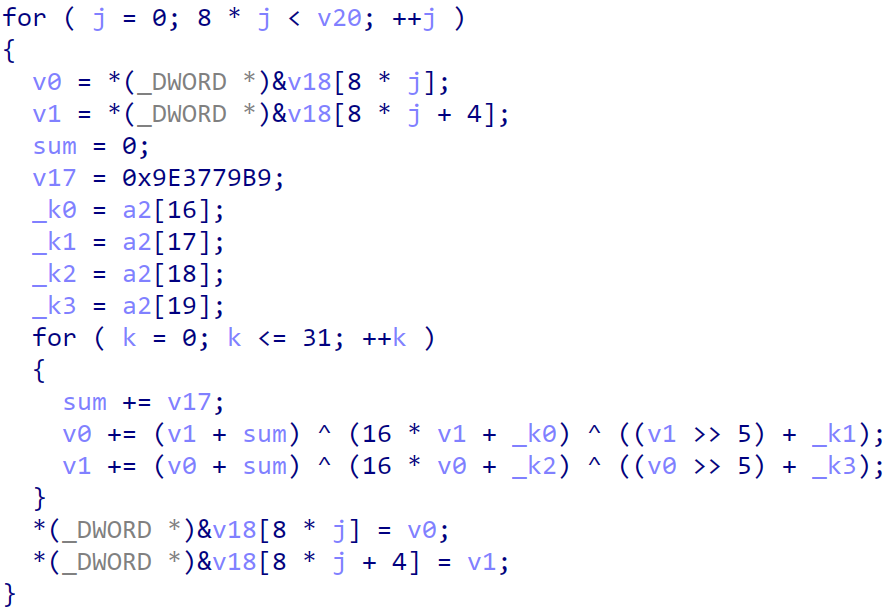 for ( j = 0; 8 * j < v20; ++j )
{
  v0 = *(_DWORD *)&v18[8 * j];
  v1 = *(_DWORD *)&v18[8 * j + 4];
  sum = 0;
  v17 = 0x9E3779B9;
  _k0 = a2[16];
  _k1 = a2[17];
  _k2 = a2[18];
  _k3 = a2[19];
  for ( k = 0; k <= 31; ++k )
  {
    sum += v17;
    v0 += (v1 + sum) ^ (16 * v1 + _k0) ^ ((v1 >> 5) + _k1);
    v1 += (v0 + sum) ^ (16 * v0 + _k2) ^ ((v0 >> 5) + _k3);
  }
  *(_DWORD *)&v18[8 * j] = v0;
  *(_DWORD *)&v18[8 * j + 4] = v1;
}